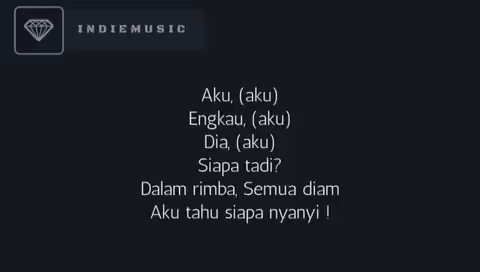 INDIEMUSIC
Aku, (aku)
Engkau, (aku)
Dia, (aku)
Siapa tadi?
Dalam rimba, Semua diam
Aku tahu siapa nyanyi !